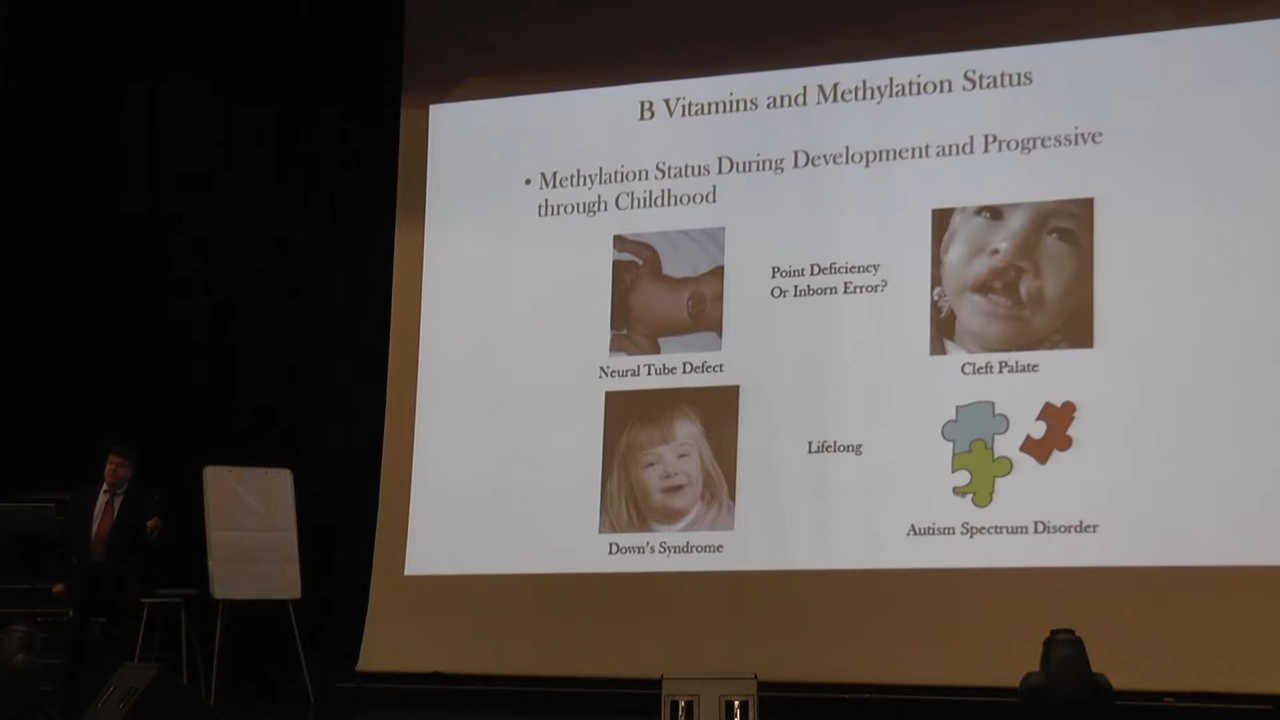 B Vitamins and Methylation Status
• Methylation Status During Development and Progressive
through Childhood
Point Deficiency
Or Inborn Error?
Neural Tube Defect
Cleft Palate
Lifelong
Down's Syndrome
Autism Spectrum Disorder